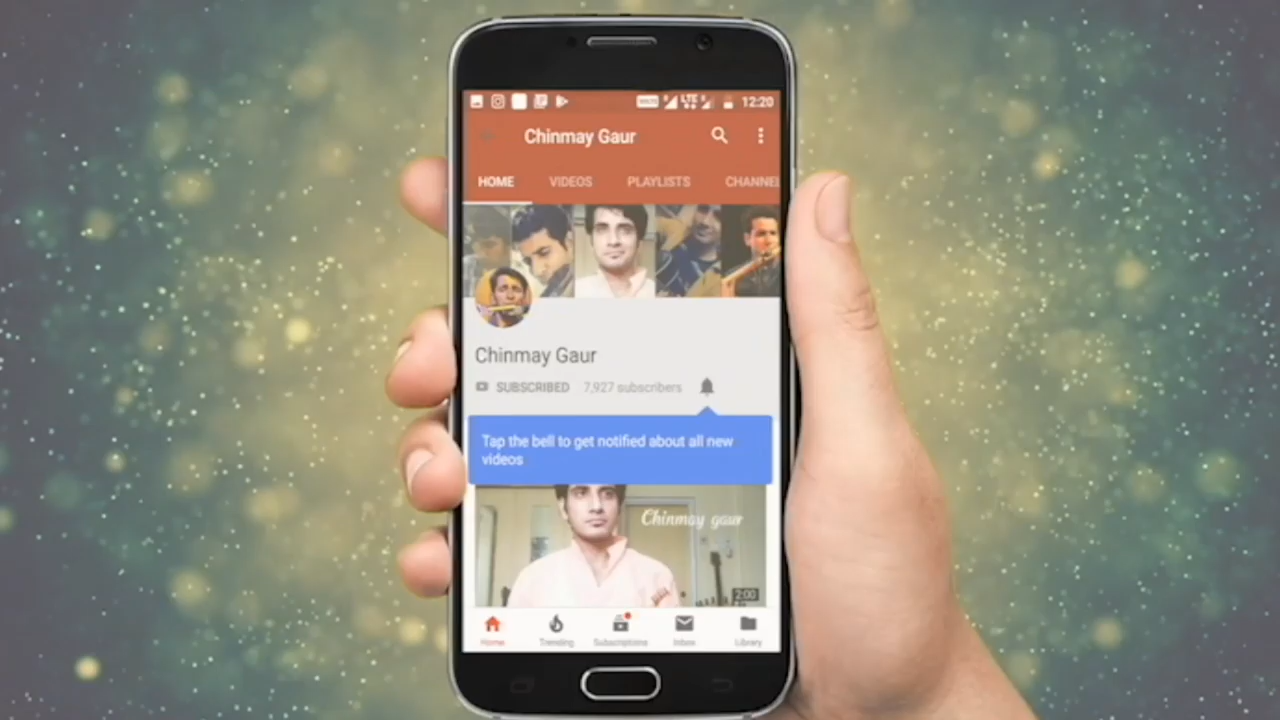 LTE 12:20
Chinmay Gaur
HOME VIDEOS PLAYLISTS CHANNEL
Chinmay Gaur
SUBSCRIBED 7,927 subscribers
Tap the bell to get notified about all new
videos
Chinmay gaur
2:00
Home Trending Subscriptions Inbox Library